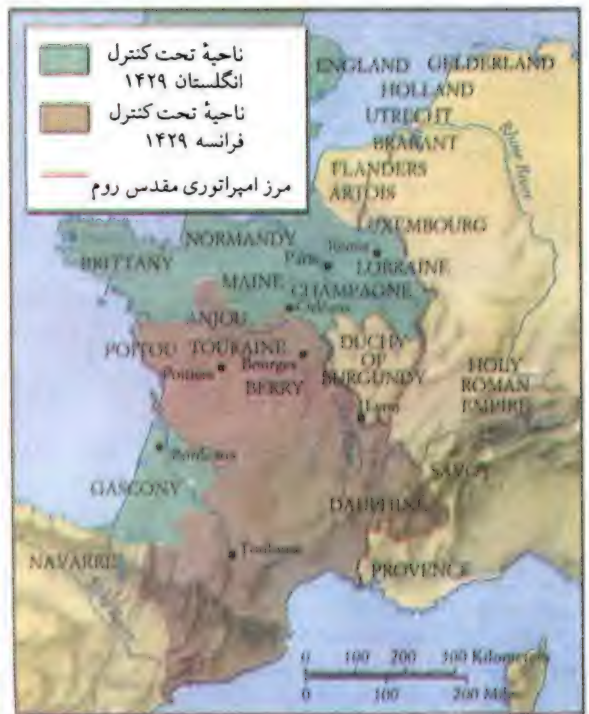 ناحیهٔ تحت کنترل
انگلستان ۱۴۲۹
ناحیهٔ تحت کنترل
فرانسه ۱۴۲۹
مرز امپراتوری مقدس روم
ENGLAND GELDERLAND
HOLLAND
UTRECHT
BRABANT
Rhine River
FLANDERS
ARTOIS
LUXEMBOURG
NORMANDY
Paris
BRITTANY
LORRAINE
MAINE
CHAMPAGNE
Orléans
ANJOU
POITOU TOURAINE
DUCHY
OF
BURGUNDY
Bourges
Poitiers
BERRY
HOLY
ROMAN
EMPIRE
Lyon
Bordeaux
SAVOY
GASCONY
DAUPHINE
Toulouse
NAVARRE
PROVENCE
0 100 200 300 Kilometers
0 100 200 Miles